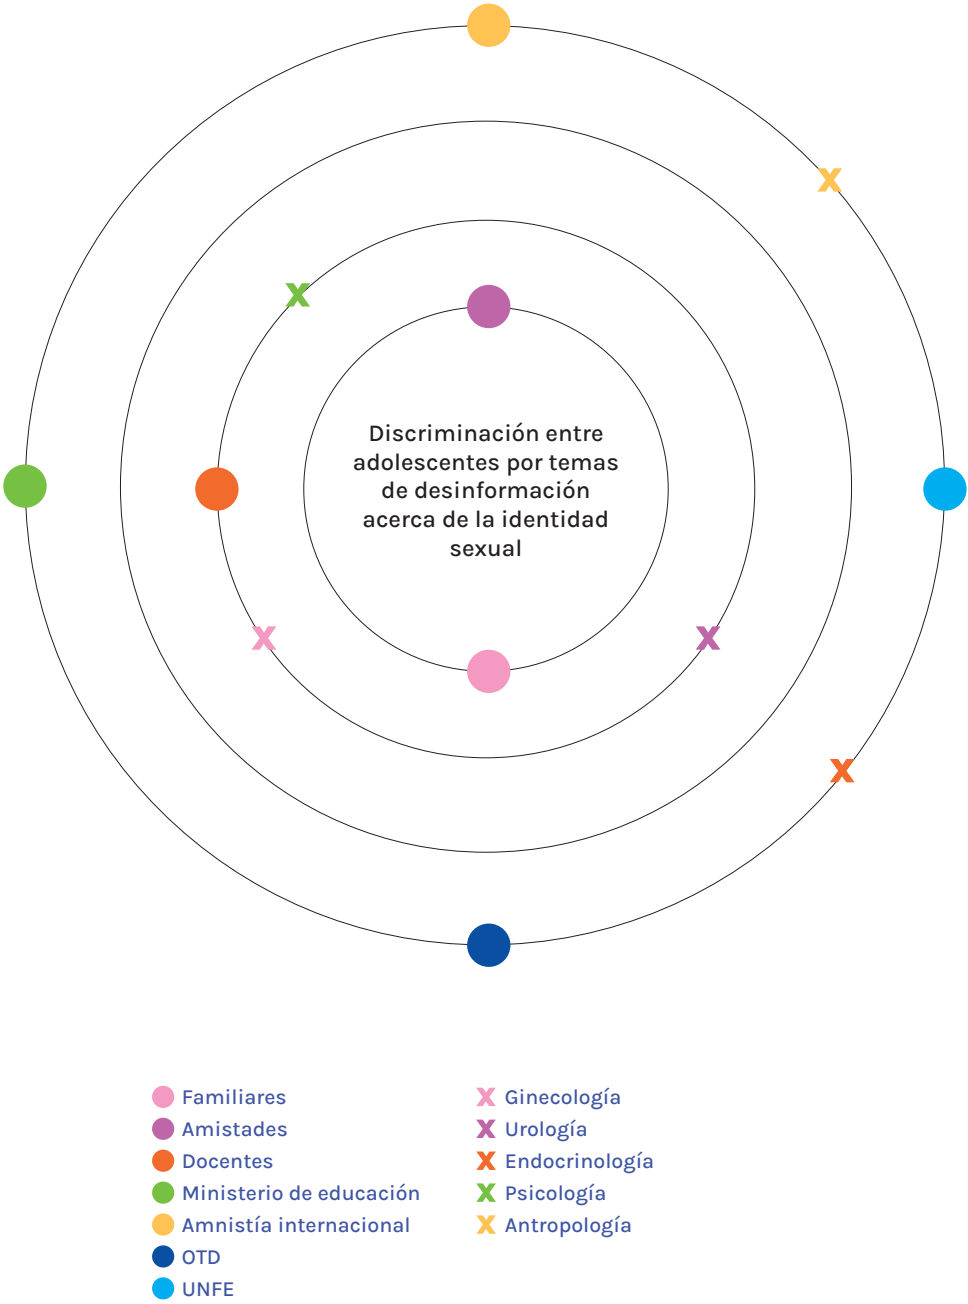 Discriminación entre
adolescentes por temas
de desinformación
acerca de la identidad
sexual
Familiares
Amistades
Docentes
Ministerio de educación
Amnistía internacional
OTD
UNFE
Ginecología
Urología
Endocrinología
Psicología
Antropología